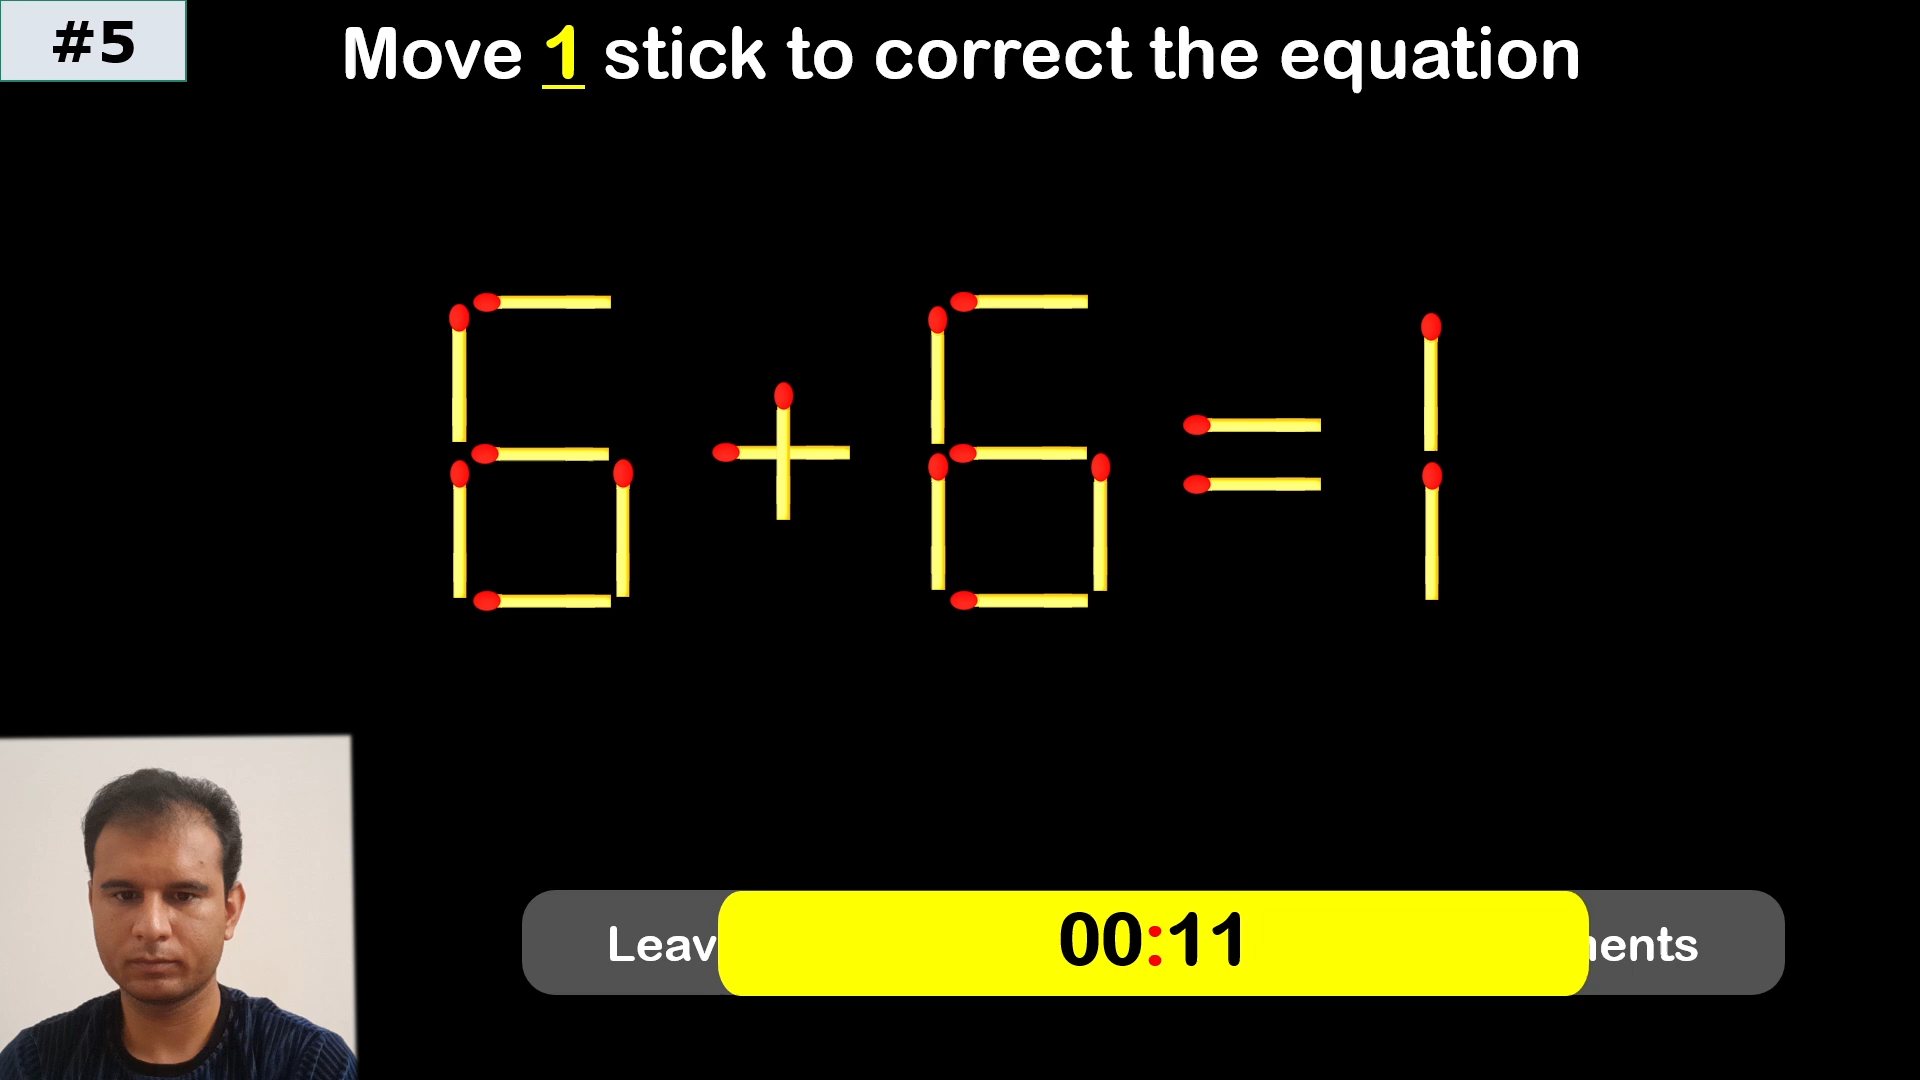 #5
Move 1 stick to correct the equation
6 + 6 = 1
Leav
00:11
ents